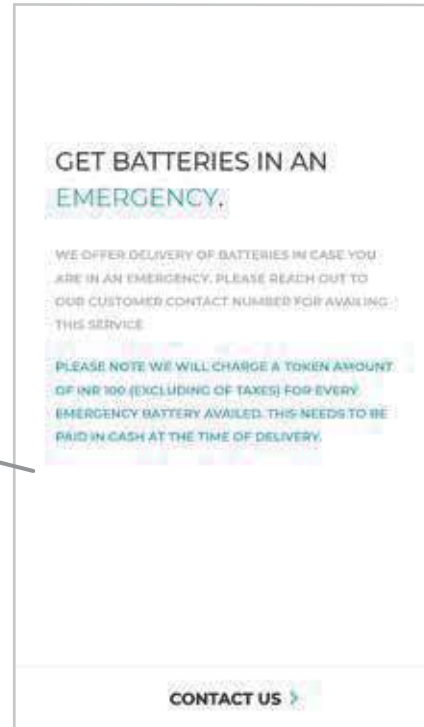 GET BATTERIES IN AN
EMERGENCY.
WE OFFER DELIVERY OF BATTERIES IN CASE YOU
ARE IN AN EMERGENCY. PLEASE REACH OUT TO
OUR CUSTOMER CONTACT NUMBER FOR AVAILING
THIS SERVICE
PLEASE NOTE WE WILL CHARGE A TOKEN AMOUNT
OF INR 100 (EXCLUDING OF TAXES) FOR EVERY
EMERGENCY BATTERY AVAILED. THIS NEEDS TO BE
PAID IN CASH AT THE TIME OF DELIVERY.
CONTACT US >